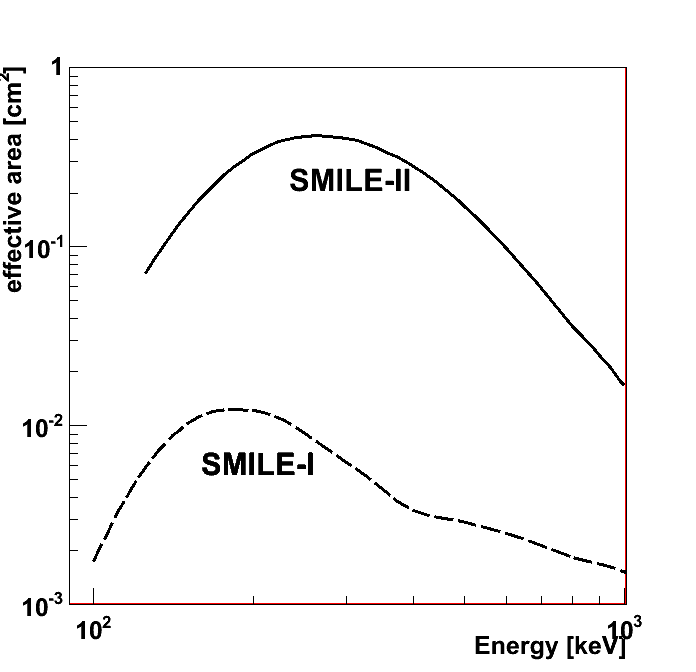 effective area [cm²]
1
10⁻¹
10⁻²
10⁻³
SMILE-II
SMILE-I
10² 10³
Energy [keV]